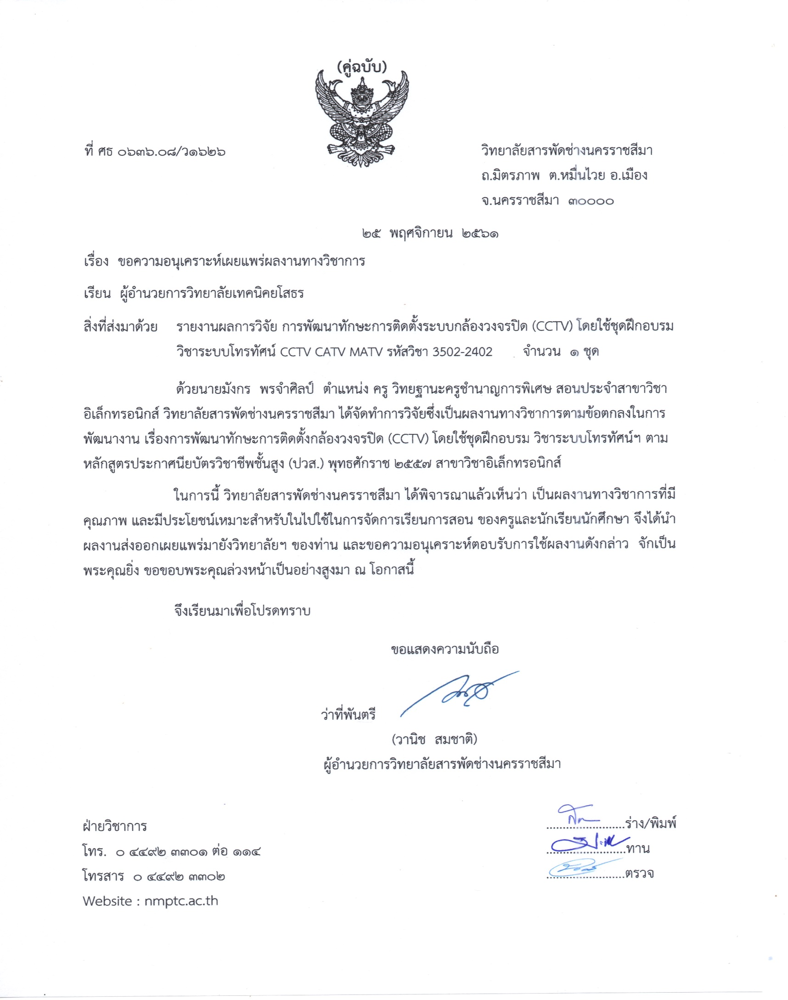 (คู่ฉบับ)
ที่ ศธ ๐๖๓๖.๐๘/ว๑๖๒๖
วิทยาลัยสารพัดช่างนครราชสีมา
ถ.มิตรภาพ ต.หมื่นไวย อ.เมือง
จ.นครราชสีมา ๓๐๐๐๐
๒๕ พฤศจิกายน ๒๕๖๑
เรื่อง ขอความอนุเคราะห์เผยแพร่ผลงานทางวิชาการ
เรียน ผู้อำนวยการวิทยาลัยเทคนิคยโสธร
สิ่งที่ส่งมาด้วย รายงานผลการวิจัย การพัฒนาทักษะการติดตั้งระบบกล้องวงจรปิด (CCTV) โดยใช้ชุดฝึกอบรม
วิชาระบบโทรทัศน์ CCTV CATV MATV รหัสวิชา 3502-2402 จำนวน ๑ ชุด
ด้วยนายมังกร พรจำศิลป์ ตำแหน่ง ครู วิทยฐานะครูชำนาญการพิเศษ สอนประจำสาขาวิชา
อิเล็กทรอนิกส์ วิทยาลัยสารพัดช่างนครราชสีมา ได้จัดทำการวิจัยซึ่งเป็นผลงานทางวิชาการตามข้อตกลงในการ
พัฒนางาน เรื่องการพัฒนาทักษะการติดตั้งกล้องวงจรปิด (CCTV) โดยใช้ชุดฝึกอบรม วิชาระบบโทรทัศน์ฯ ตาม
หลักสูตรประกาศนียบัตรวิชาชีพชั้นสูง (ปวส.) พุทธศักราช ๒๕๕๗ สาขาวิชาอิเล็กทรอนิกส์
ในการนี้ วิทยาลัยสารพัดช่างนครราชสีมา ได้พิจารณาแล้วเห็นว่า เป็นผลงานทางวิชาการที่มี
คุณภาพ และมีประโยชน์เหมาะสำหรับในไปใช้ในการจัดการเรียนการสอน ของครูและนักเรียนนักศึกษา จึงได้นำ
ผลงานส่งออกเผยแพร่มายังวิทยาลัยฯ ของท่าน และขอความอนุเคราะห์ตอบรับการใช้ผลงานดังกล่าว จักเป็น
พระคุณยิ่ง ขอขอบพระคุณล่วงหน้าเป็นอย่างสูงมา ณ โอกาสนี้
จึงเรียนมาเพื่อโปรดทราบ
ขอแสดงความนับถือ
ว่าที่พันตรี
(วานิช สมชาติ)
ผู้อำนวยการวิทยาลัยสารพัดช่างนครราชสีมา
ฝ่ายวิชาการ
โทร. ๐ ๔๔๙๒ ๓๓๐๑ ต่อ ๑๑๔
โทรสาร ๐ ๔๔๙๒ ๓๓๐๒
Website : nmptc.ac.th
........................ร่าง/พิมพ์
........................ทาน
........................ตรวจ